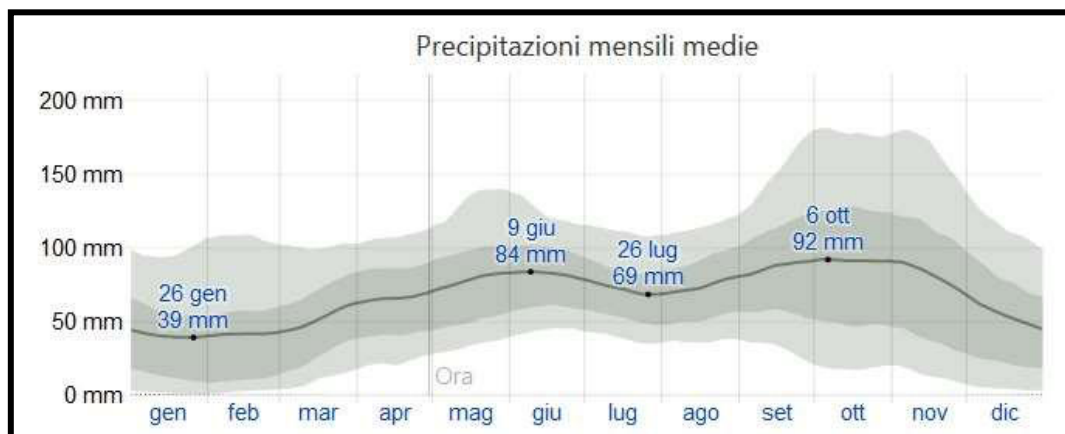 Precipitazioni mensili medie
200 mm
150 mm
100 mm
50 mm
0 mm
26 gen
39 mm
9 giu
84 mm
26 lug
69 mm
6 ott
92 mm
Ora
gen feb mar apr mag giu lug ago set ott nov dic